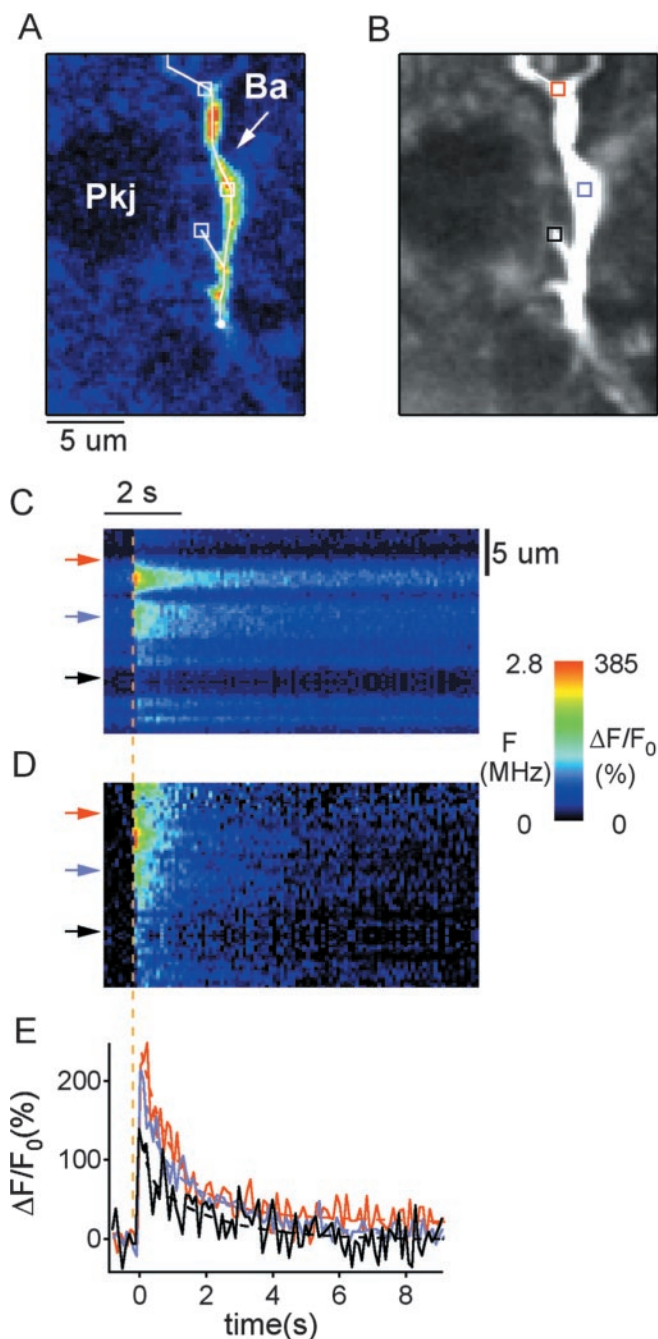 A
B
Ba
Pkj
5 um
2 s
C
5 um
2.8 385
F ΔF/F₀
(MHz) (%)
0 0
D
E
200
100
0
ΔF/F₀(%)
0 2 4 6 8
time(s)